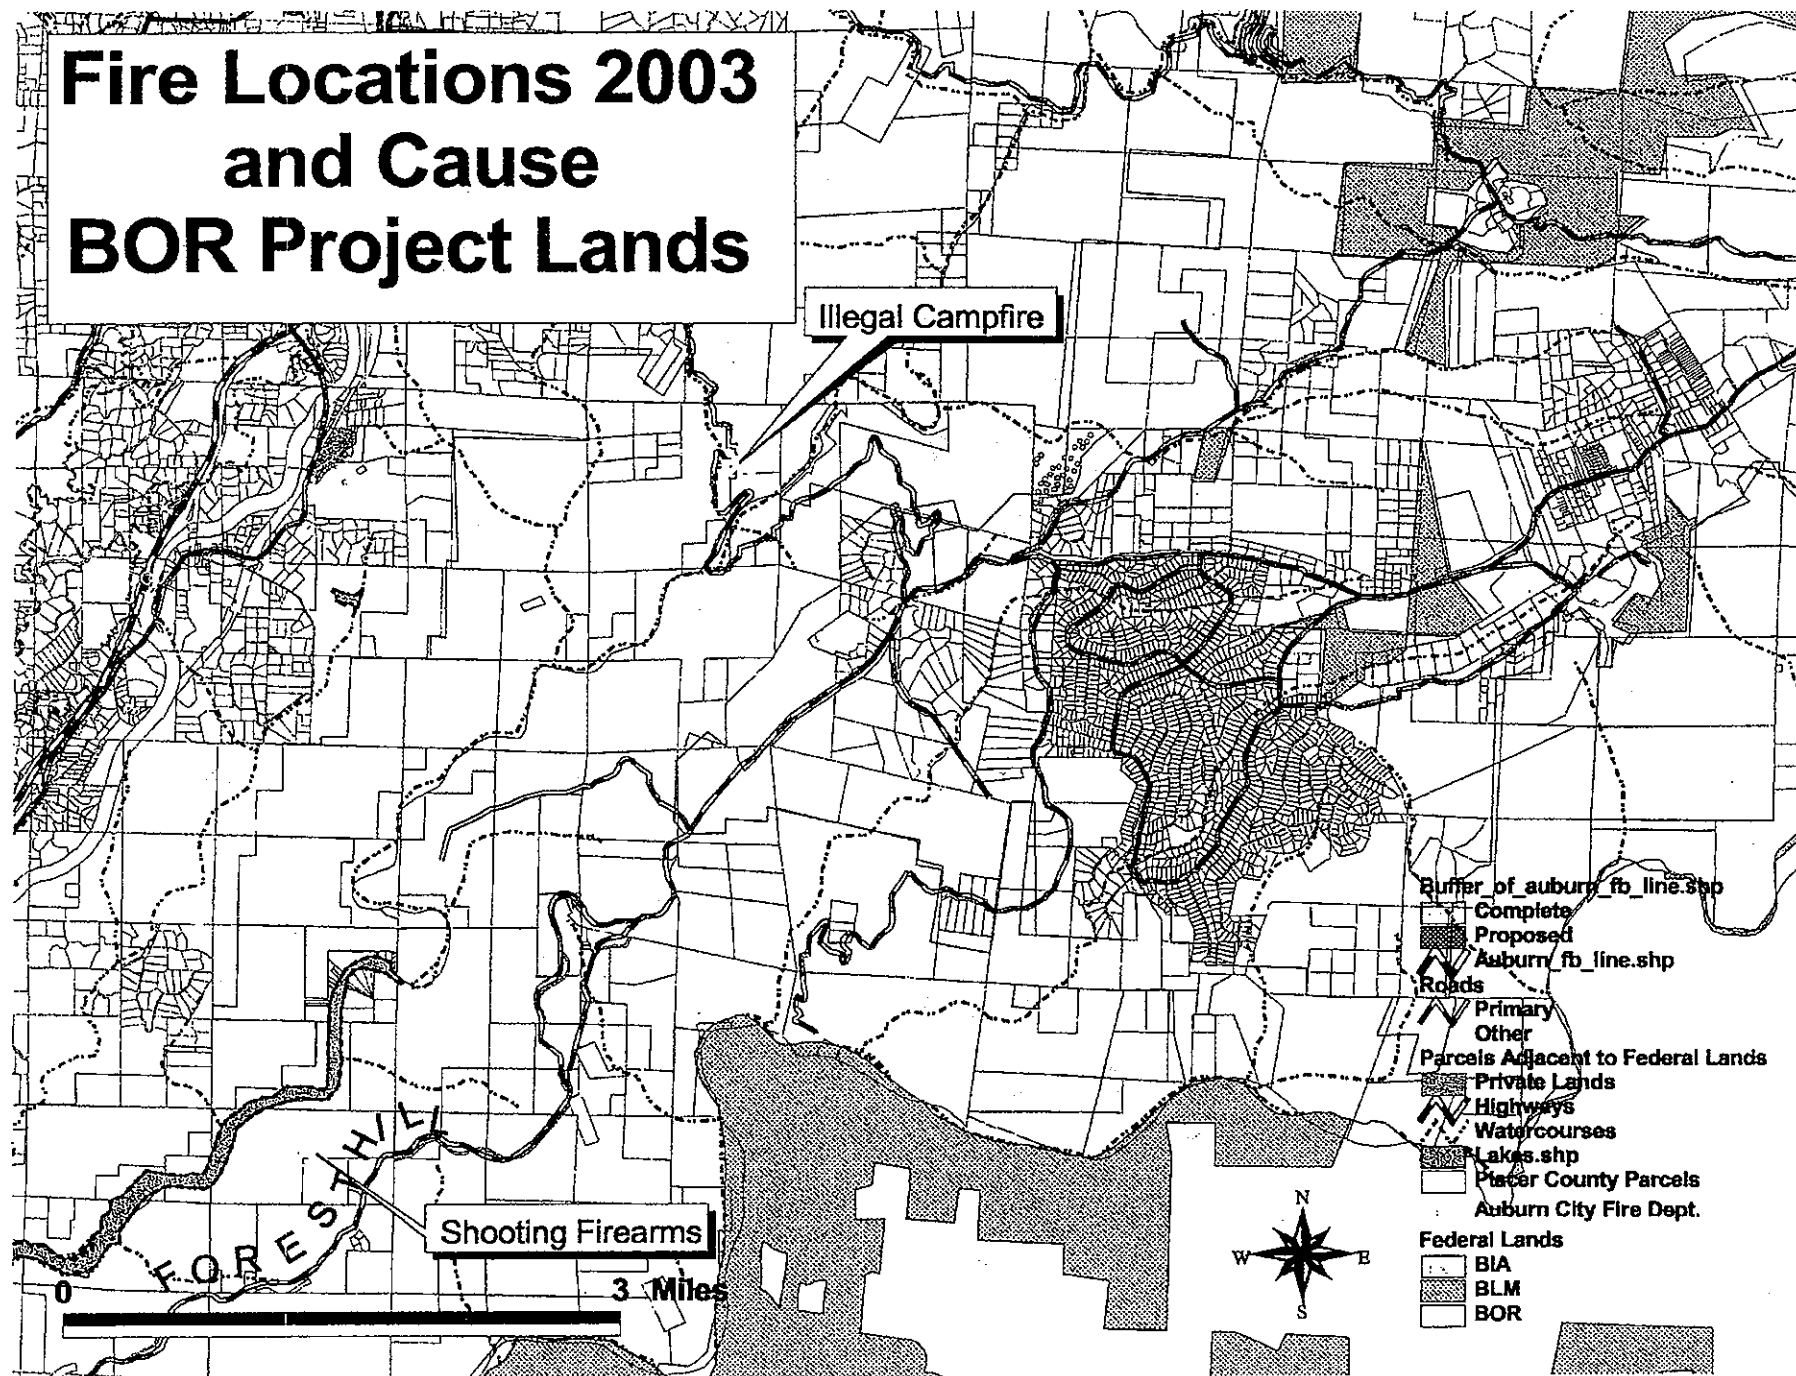 Fire Locations 2003
and Cause
BOR Project Lands
Illegal Campfire
Buffer_of_auburn_fb_line.shp
Complete
Proposed
Auburn_fb_line.shp
Roads
Primary
Other
Parcels Adjacent to Federal Lands
Private Lands
Highways
Watercourses
Lakes.shp
Placer County Parcels
Auburn City Fire Dept.
Federal Lands
BIA
BLM
BOR
FORESTHILL
Shooting Firearms
0 3 Miles
N
W E
S